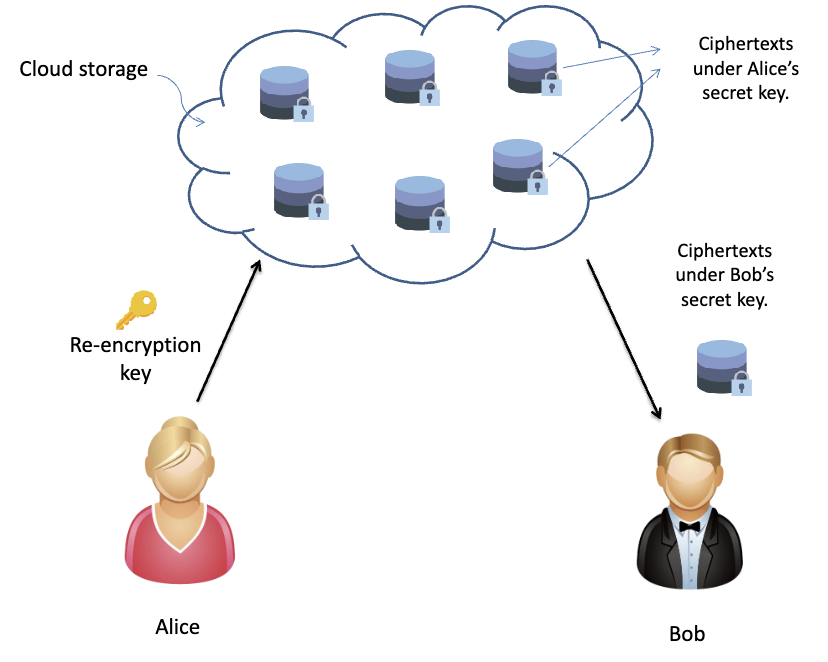 Cloud storage
Ciphertexts
under Alice's
secret key.
Ciphertexts
under Bob's
secret key.
Re-encryption
key
Alice
Bob